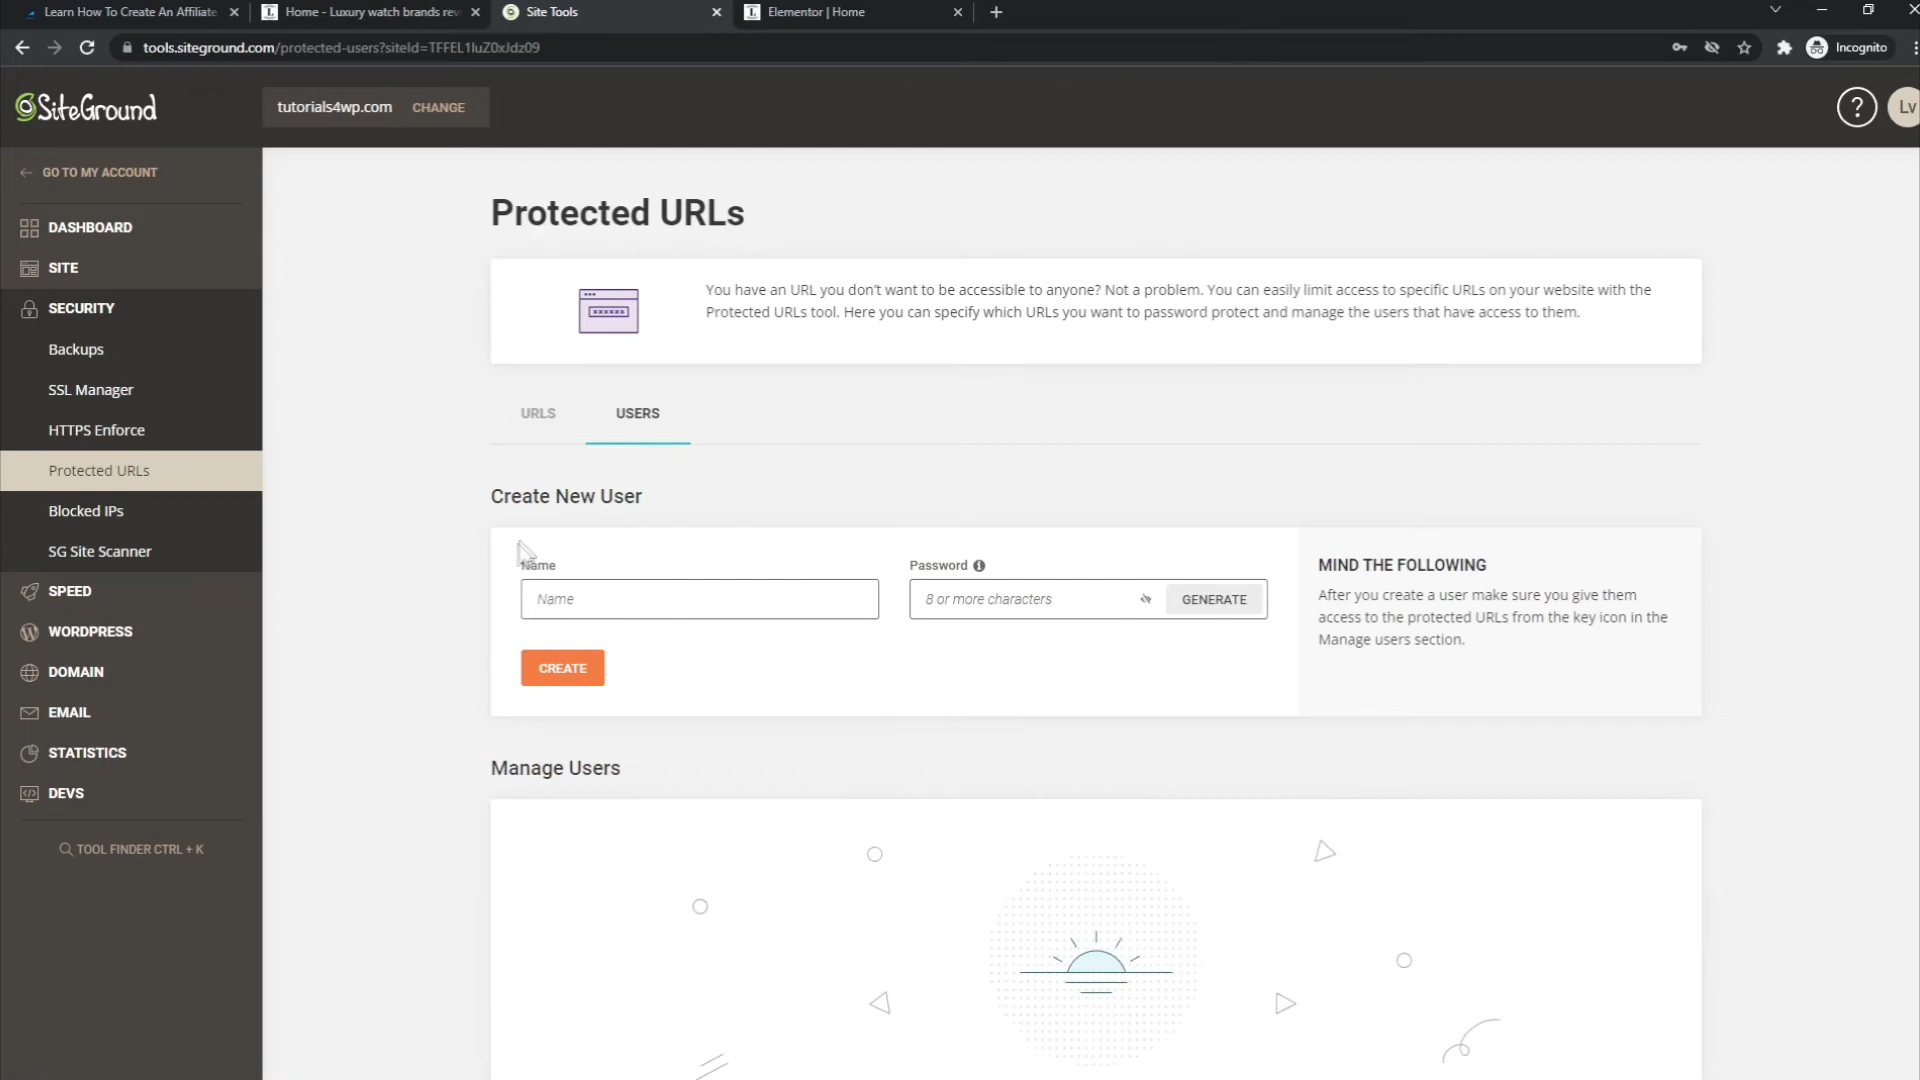 Learn How To Create An Affiliate
Home - Luxury watch brands rev
Site Tools
Elementor | Home
tools.siteground.com/protected-users?siteId=TFFEL1luZ0xJdz09
Incognito
SiteGround
tutorials4wp.com CHANGE
?
Lv
GO TO MY ACCOUNT
DASHBOARD
SITE
SECURITY
Backups
SSL Manager
HTTPS Enforce
Protected URLs
Blocked IPs
SG Site Scanner
SPEED
WORDPRESS
DOMAIN
EMAIL
STATISTICS
DEVS
TOOL FINDER CTRL + K
Protected URLs
You have an URL you don't want to be accessible to anyone? Not a problem. You can easily limit access to specific URLs on your website with the
Protected URLs tool. Here you can specify which URLs you want to password protect and manage the users that have access to them.
URLS
USERS
Create New User
Name
Name
Password
8 or more characters
GENERATE
CREATE
MIND THE FOLLOWING
After you create a user make sure you give them
access to the protected URLs from the key icon in the
Manage users section.
Manage Users